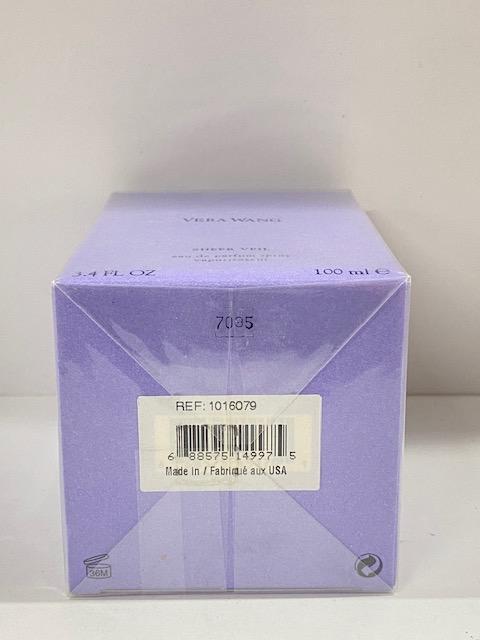 VERA WANG
SHEER VEIL
eau de parfum spray
vaporisateur
3.4 FL OZ 100 ml ℮
7035
REF: 1016079
6 88575 14997 5
Made in / Fabriqué aux USA
36M